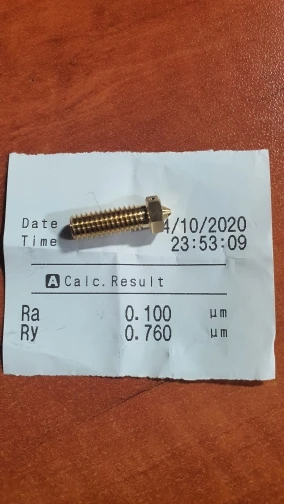 Date 4/10/2020
Time 23:53:09
A Calc.Result
Ra 0.100 μm
Ry 0.760 μm